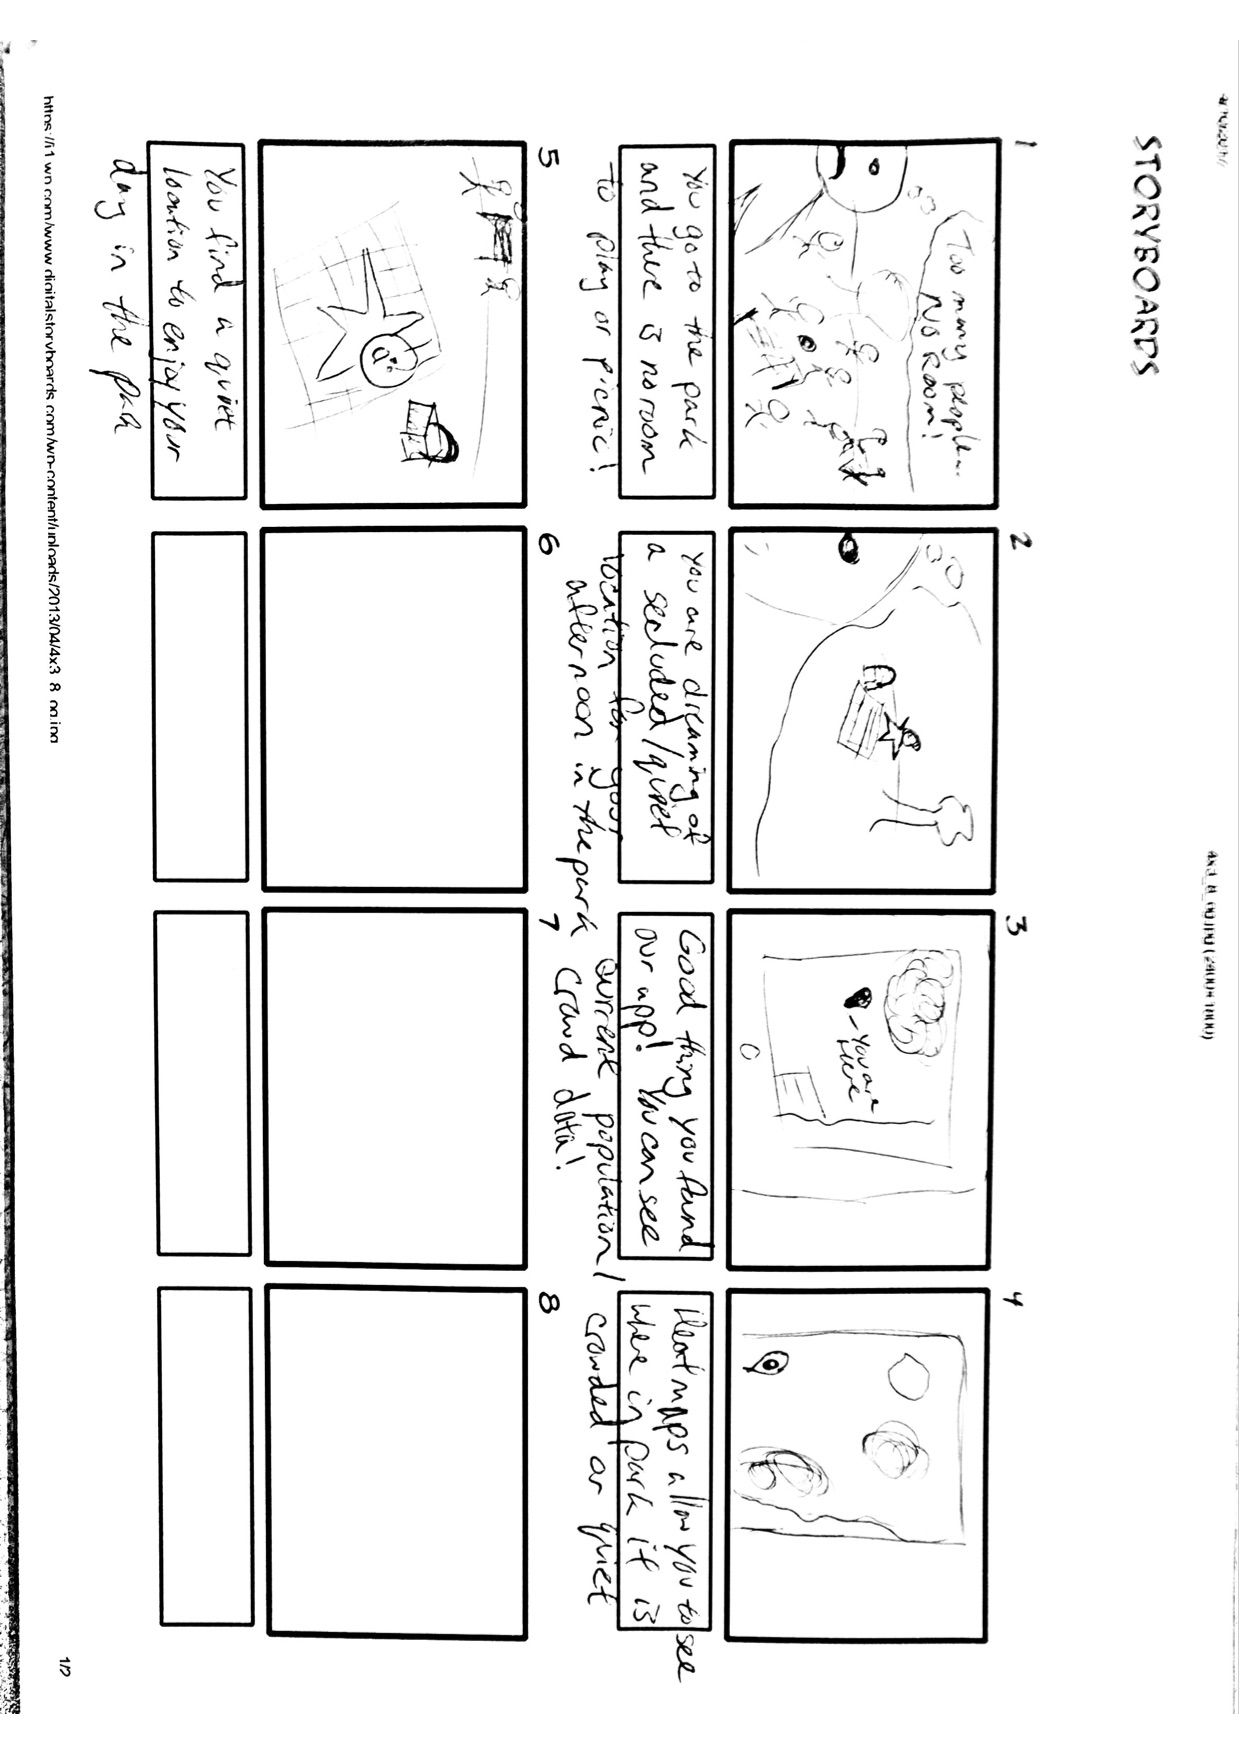 4x3_8_og.jpg (2400×1800)
STORYBOARDS
1
Too many people...
NO ROOM!
You go to the park
and there is no room
to play or picnic!
2
You are dreaming of
a secluded/quiet
location for your
afternoon in the park
3
You are
Here
Good thing you found
our app! You can see
current population/
crowd data!
4
Heat maps allow you to see
where in park it is
crowded or quiet
5
You find a quiet
location to enjoy your
day in the park
6
7
8
https://i1.wp.com/www.digitalstoryboards.com/wp-content/uploads/2013/04/4x3_8_og.jpg
1/2